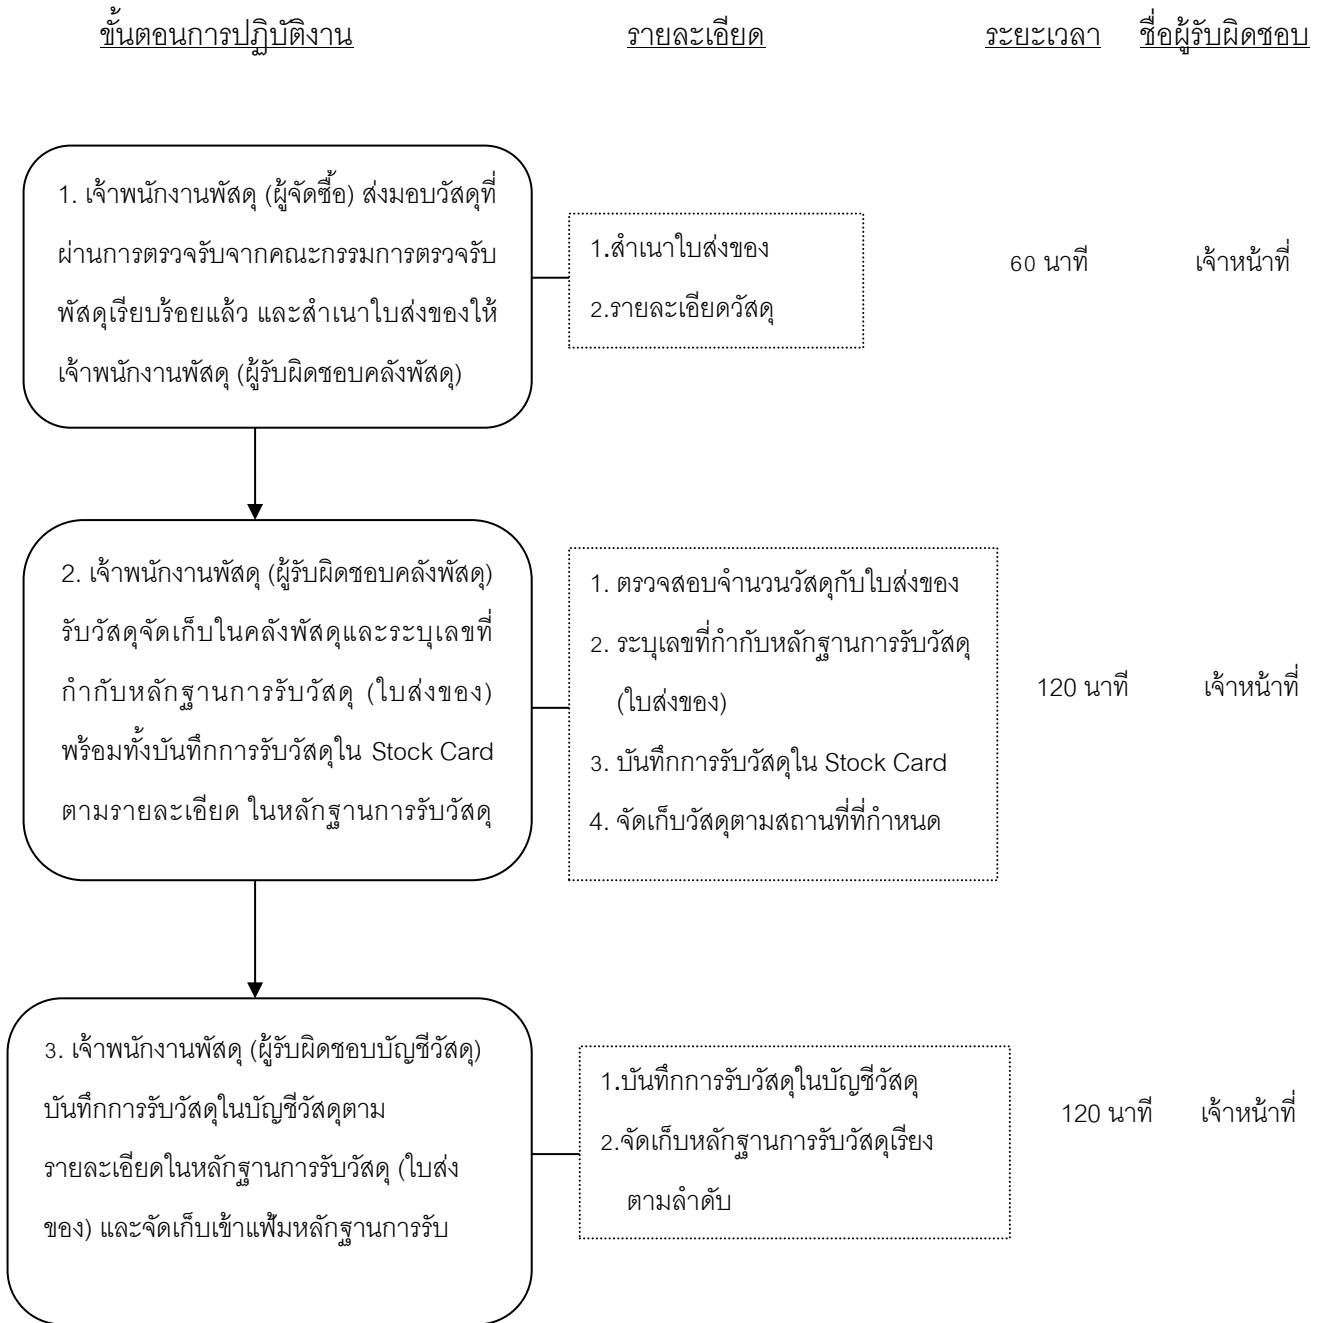 ขั้นตอนการปฏิบัติงาน รายละเอียด ระยะเวลา ชื่อผู้รับผิดชอบ
1. เจ้าพนักงานพัสดุ (ผู้จัดซื้อ) ส่งมอบวัสดุที่
ผ่านการตรวจรับจากคณะกรรมการตรวจรับ
พัสดุเรียบร้อยแล้ว และสำเนาใบส่งของให้
เจ้าพนักงานพัสดุ (ผู้รับผิดชอบคลังพัสดุ)
1.สำเนาใบส่งของ
2.รายละเอียดวัสดุ
60 นาที เจ้าหน้าที่
2. เจ้าพนักงานพัสดุ (ผู้รับผิดชอบคลังพัสดุ)
รับวัสดุจัดเก็บในคลังพัสดุและระบุเลขที่
กำกับหลักฐานการรับวัสดุ (ใบส่งของ)
พร้อมทั้งบันทึกการรับวัสดุใน Stock Card
ตามรายละเอียด ในหลักฐานการรับวัสดุ
1. ตรวจสอบจำนวนวัสดุกับใบส่งของ
2. ระบุเลขที่กำกับหลักฐานการรับวัสดุ
(ใบส่งของ)
3. บันทึกการรับวัสดุใน Stock Card
4. จัดเก็บวัสดุตามสถานที่ที่กำหนด
120 นาที เจ้าหน้าที่
3. เจ้าพนักงานพัสดุ (ผู้รับผิดชอบบัญชีวัสดุ)
บันทึกการรับวัสดุในบัญชีวัสดุตาม
รายละเอียดในหลักฐานการรับวัสดุ (ใบส่ง
ของ) และจัดเก็บเข้าแฟ้มหลักฐานการรับ
1.บันทึกการรับวัสดุในบัญชีวัสดุ
2.จัดเก็บหลักฐานการรับวัสดุเรียง
ตามลำดับ
120 นาที เจ้าหน้าที่